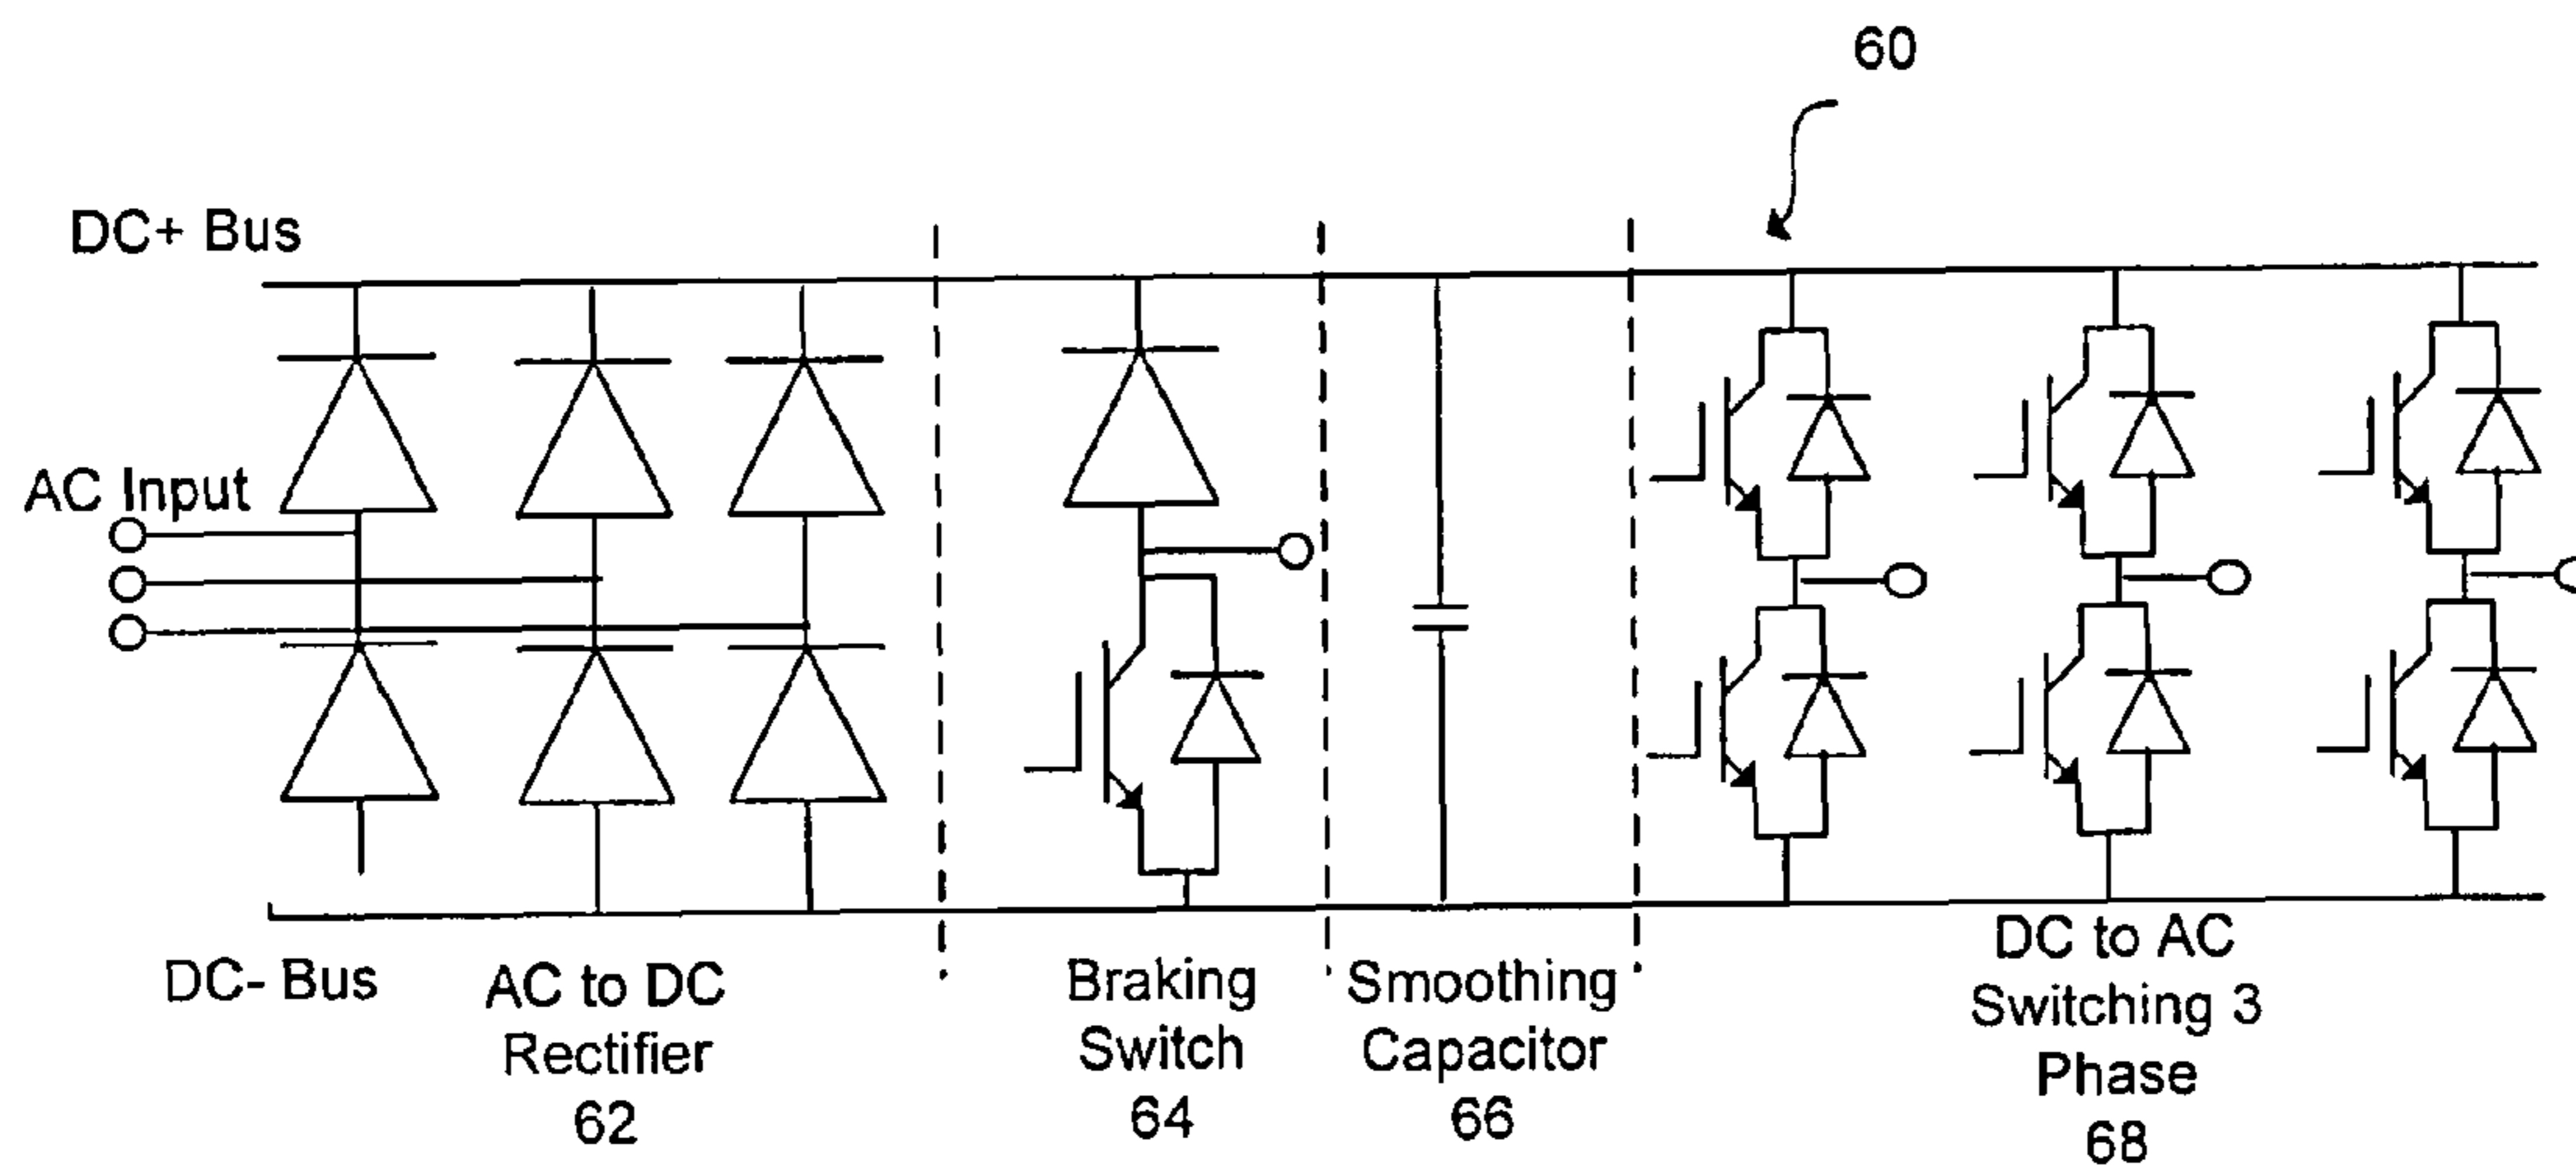 60
DC+ Bus
AC Input
DC- Bus
AC to DC
Rectifier
62
Braking
Switch
64
Smoothing
Capacitor
66
DC to AC
Switching 3
Phase
68